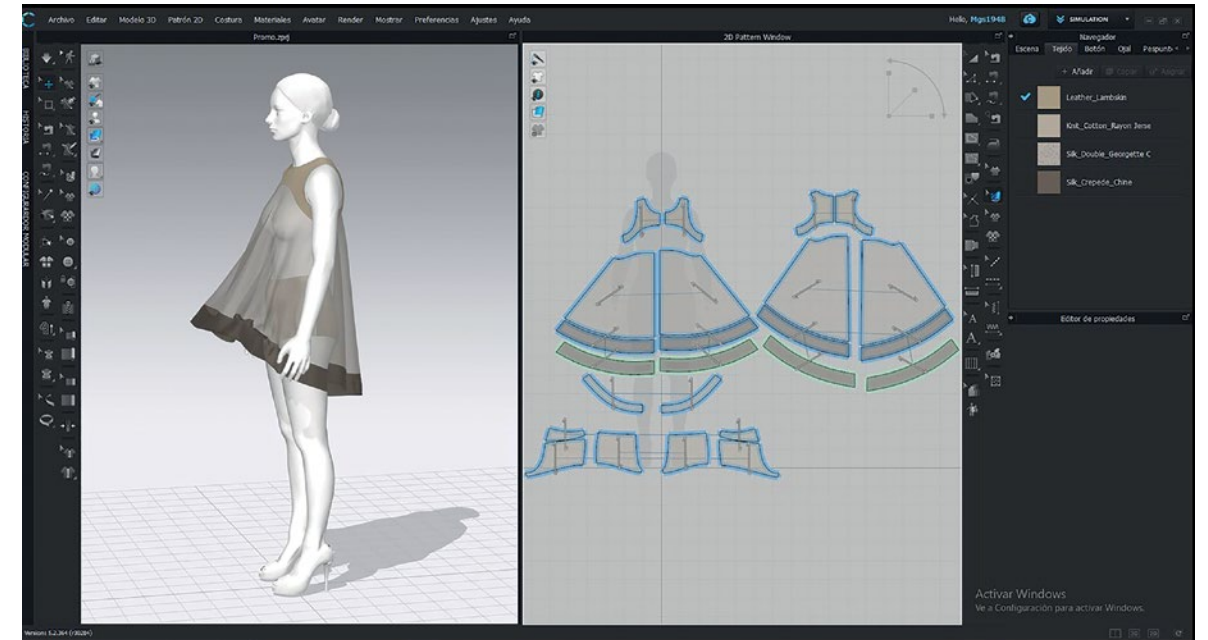 Archivo Editar Modelo 3D Patrón 2D Costura Materiales Avatar Render Mostrar Preferencias Ajustes Ayuda
Hello, Mgs1948
SIMULATION
Promo.zprj
2D Pattern Window
Navegador
Escena Tejido Botón Ojal Pespunt
+ Añadir Copiar Asignar
Leather_Lambskin
Knit_Cotton_Rayon Jerse
Silk_Double_Georgette C
Silk_Crepede_Chine
BIBLIOTECA
HISTORIA
CONFIGURADOR MODULAR
Editor de propiedades
Activar Windows
Ve a Configuración para activar Windows.